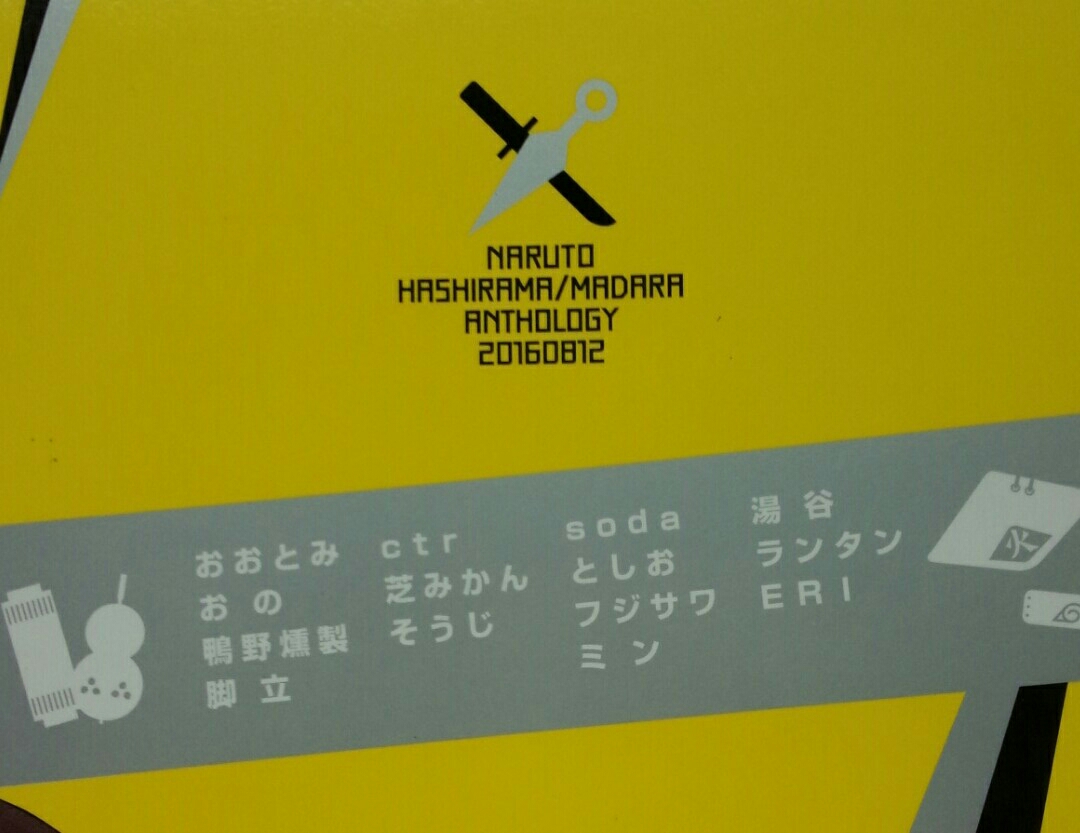 NARUTO
HASHIRAMA/MADARA
ANTHOLOGY
20160812
おおとみ
おの
鴨野燻製
脚立
ctr
芝みかん
そうじ
soda
としお
フジサワ
ミン
湯谷
ランタン
ERI